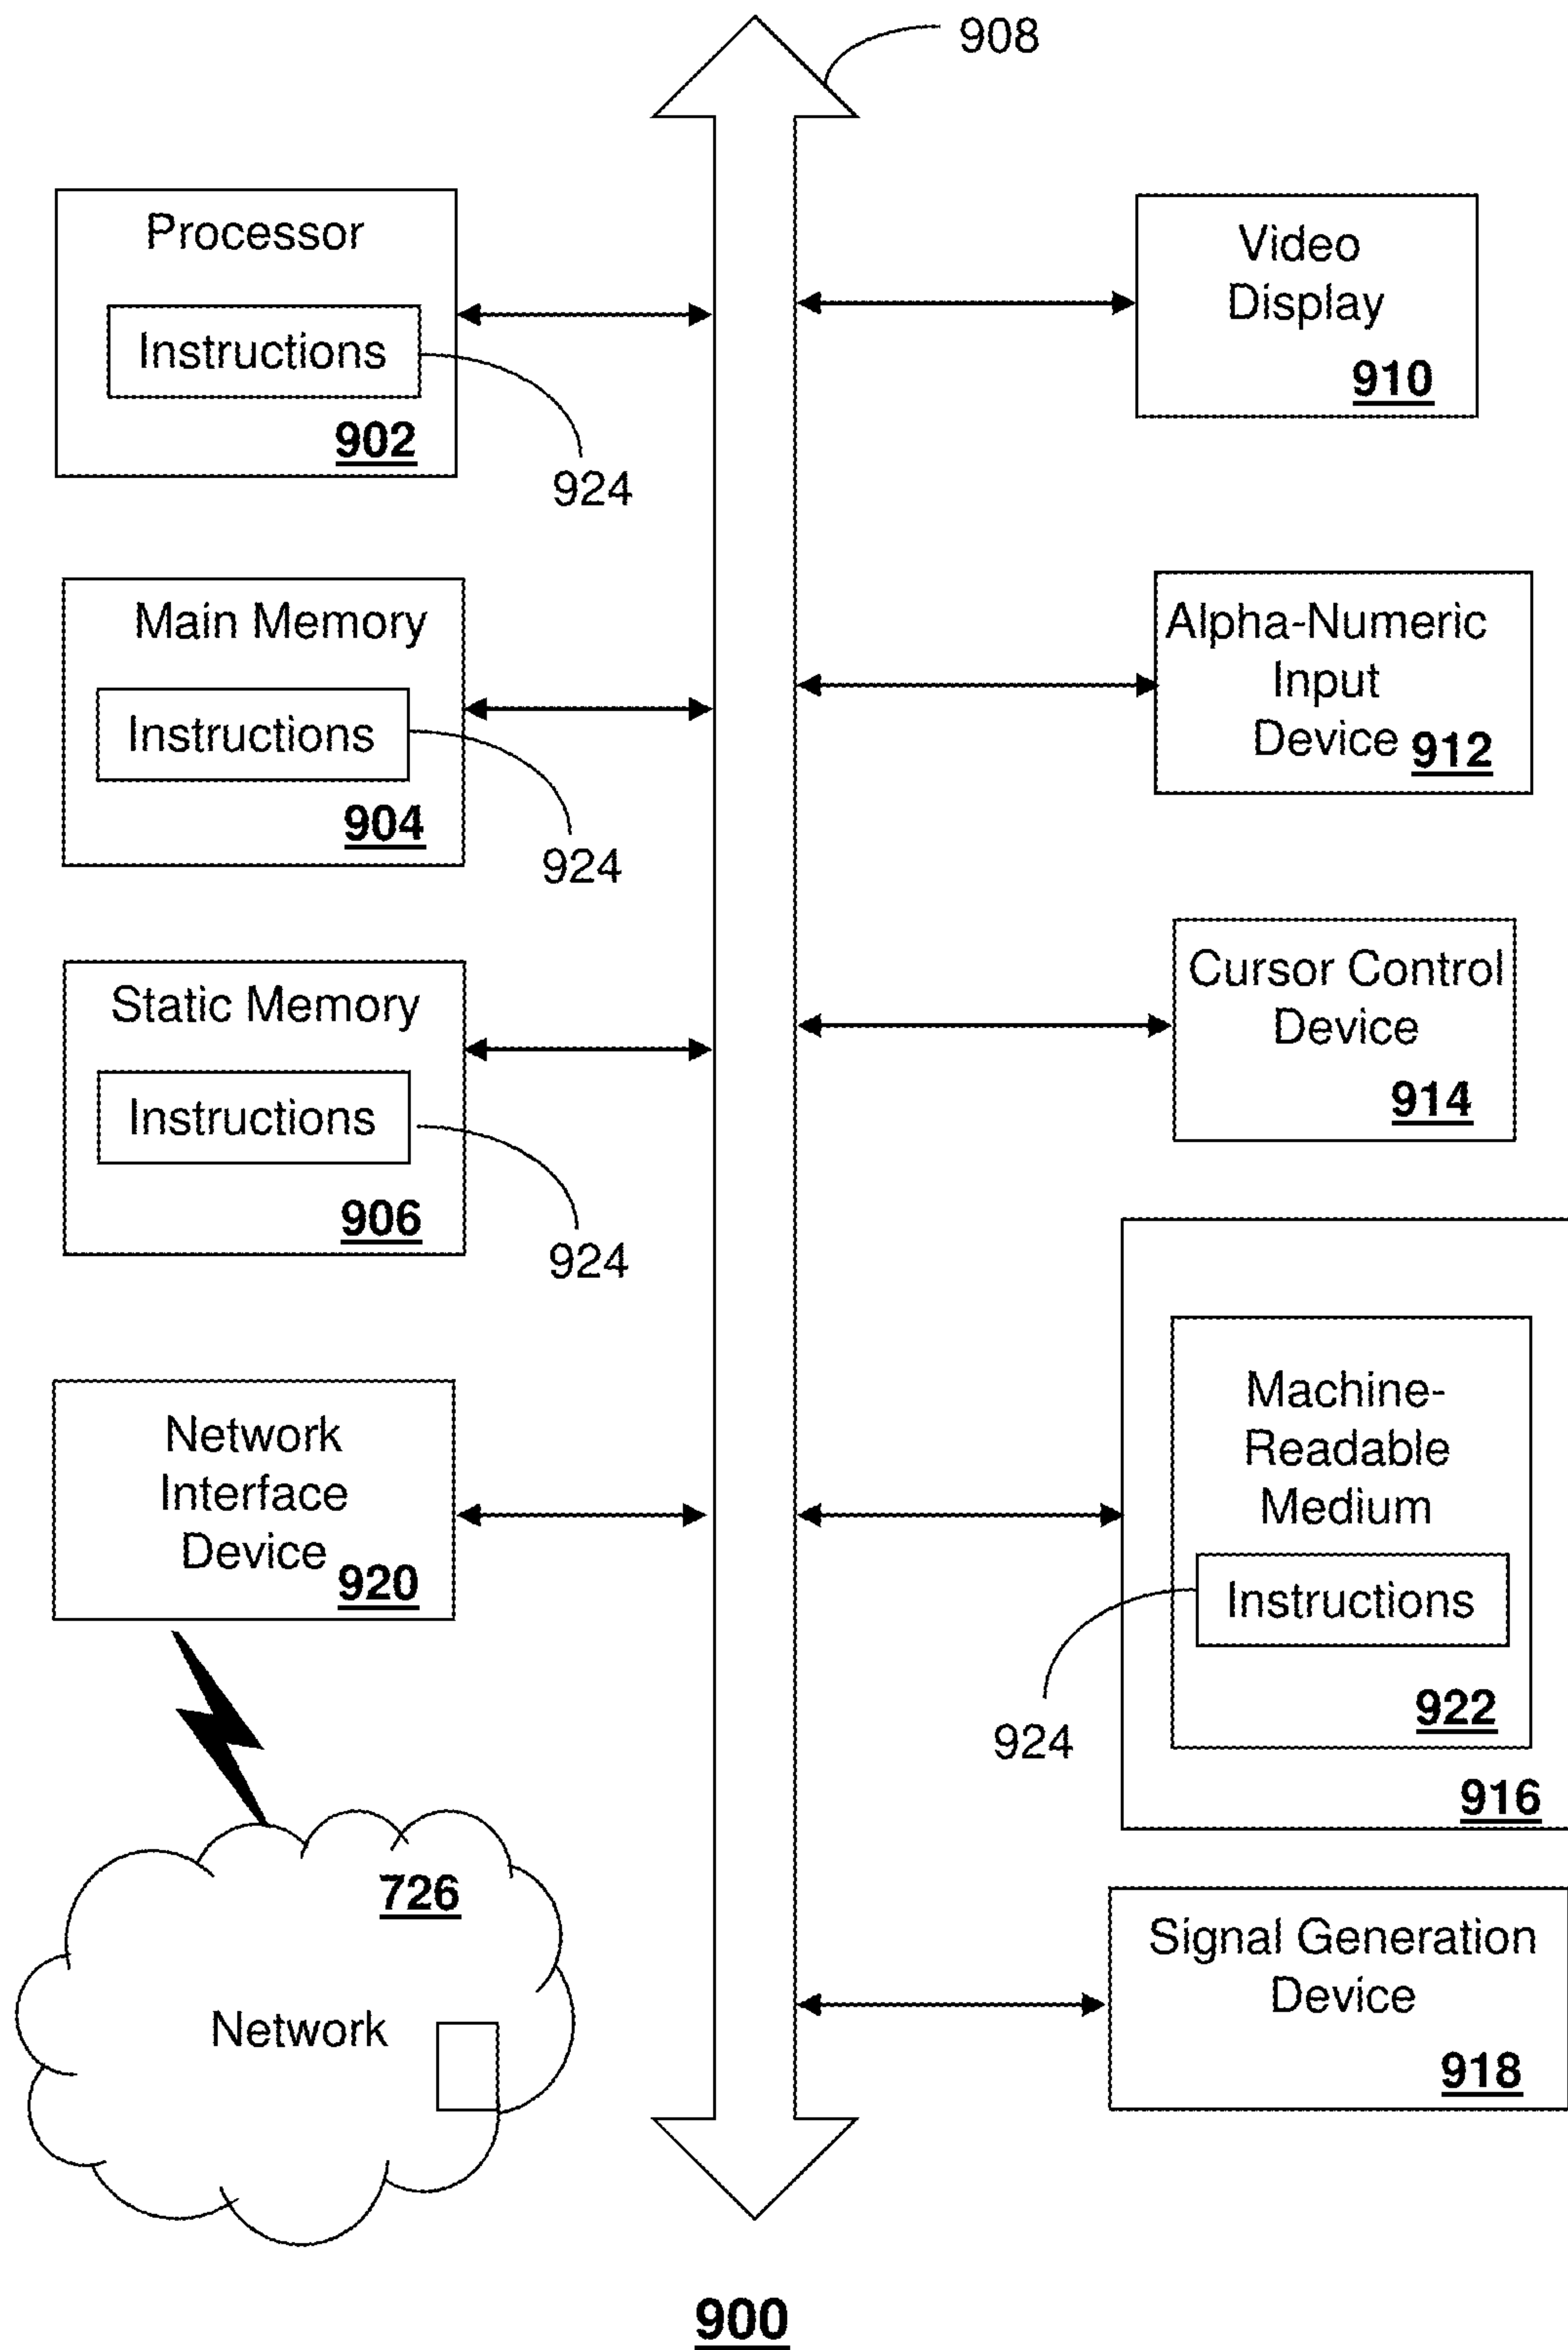 908
Processor
Instructions
902
924
Main Memory
Instructions
904
924
Static Memory
Instructions
906
924
Network
Interface
Device
920
726
Network
Video
Display
910
Alpha-Numeric
Input
Device
912
Cursor Control
Device
914
Machine-
Readable
Medium
Instructions
922
924
916
Signal Generation
Device
918
900